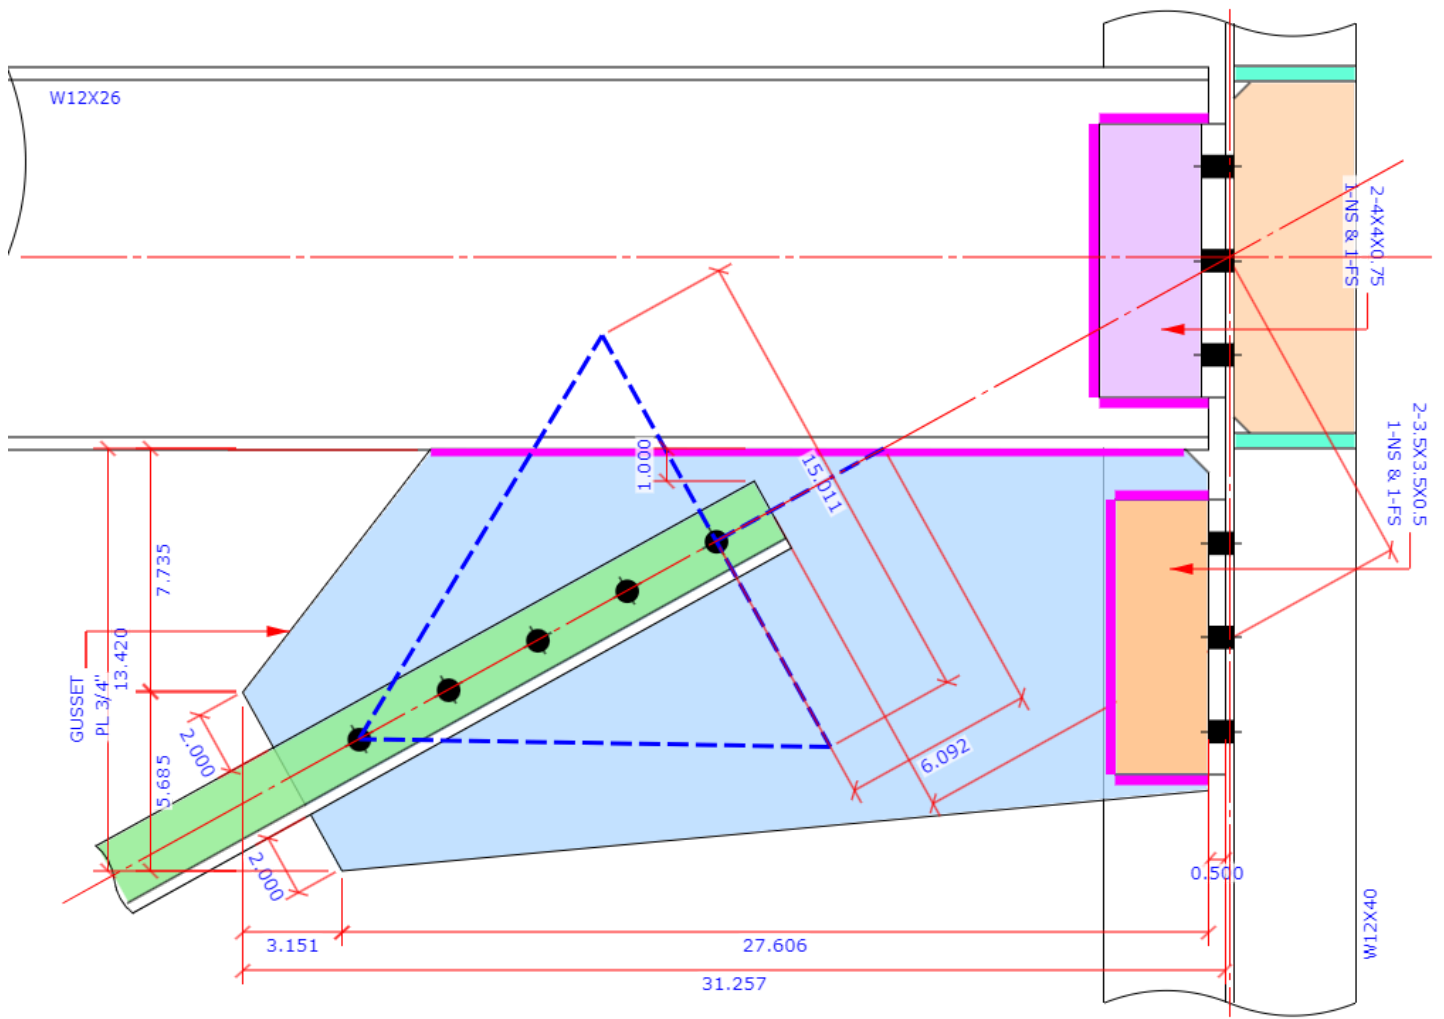 W12X26
2-4X4X0.75
1-NS & 1-FS
2-3.5X3.5X0.5
1-NS & 1-FS
1.000
15.011
7.735
13.420
GUSSET
PL 3/4"
2.000
5.685
6.092
2.000
0.500
W12X40
3.151
27.606
31.257